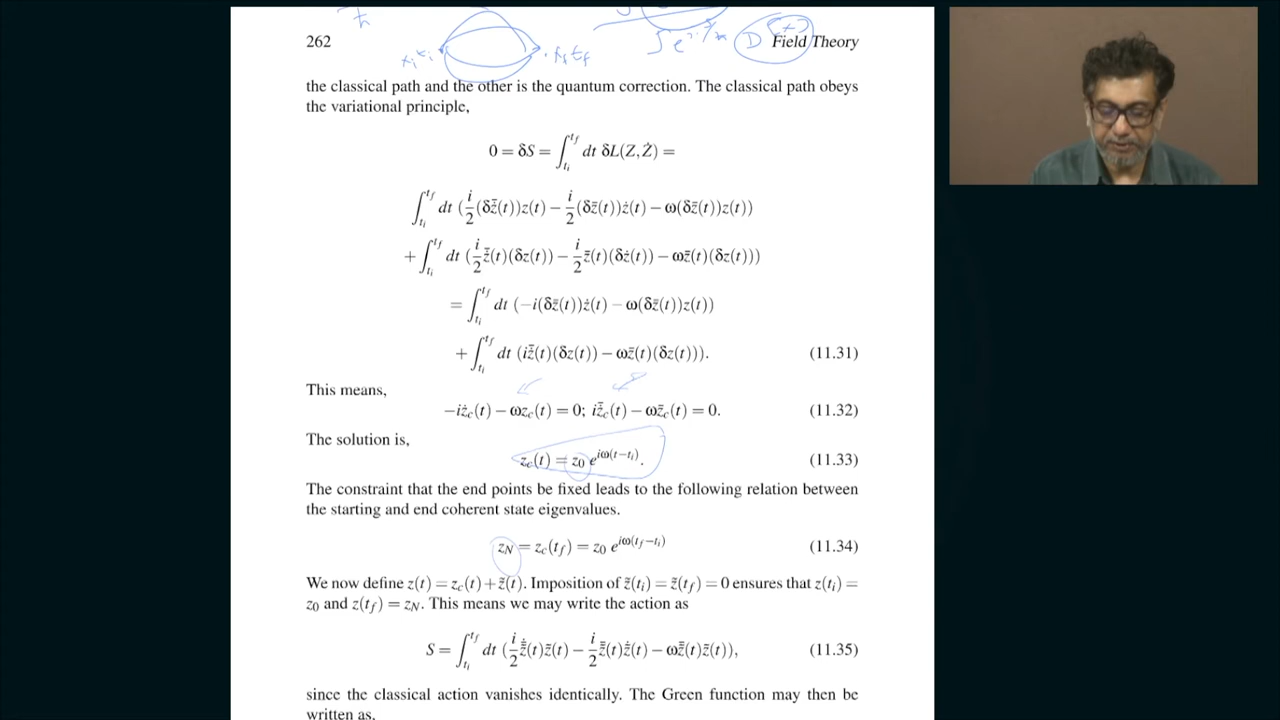 ħ
∫ e^{i S/ħ} D[x]
262 Field Theory
x_i t_i x_f t_f
the classical path and the other is the quantum correction. The classical path obeys
the variational principle,
0 = δS = ∫_{t_i}^{t_f} dt δL(Z,Ż) =
∫_{t_i}^{t_f} dt (i/2(δż̄(t))z(t) − i/2(δz̄(t))ż(t) − ω(δz̄(t))z(t))
+ ∫_{t_i}^{t_f} dt (i/2 ż̄(t)(δz(t)) − i/2 z̄(t)(δż(t)) − ωz̄(t)(δz(t)))
= ∫_{t_i}^{t_f} dt (−i(δz̄(t))ż(t) − ω(δz̄(t))z(t))
+ ∫_{t_i}^{t_f} dt (iż̄(t)(δz(t)) − ωz̄(t)(δz(t))). (11.31)
This means,
−iż_c(t) − ωz_c(t) = 0; iż̄_c(t) − ωz̄_c(t) = 0. (11.32)
The solution is,
z_c(t) = z_0 e^{iω(t−t_i)}. (11.33)
The constraint that the end points be fixed leads to the following relation between
the starting and end coherent state eigenvalues.
z_N = z_c(t_f) = z_0 e^{iω(t_f−t_i)} (11.34)
We now define z(t) = z_c(t) + z̃(t). Imposition of z̃(t_i) = z̃(t_f) = 0 ensures that z(t_i) =
z_0 and z(t_f) = z_N. This means we may write the action as
S = ∫_{t_i}^{t_f} dt (i/2 ż̃̄(t)z̃(t) − i/2 z̃̄(t)ż̃(t) − ωz̃̄(t)z̃(t)), (11.35)
since the classical action vanishes identically. The Green function may then be
written as,